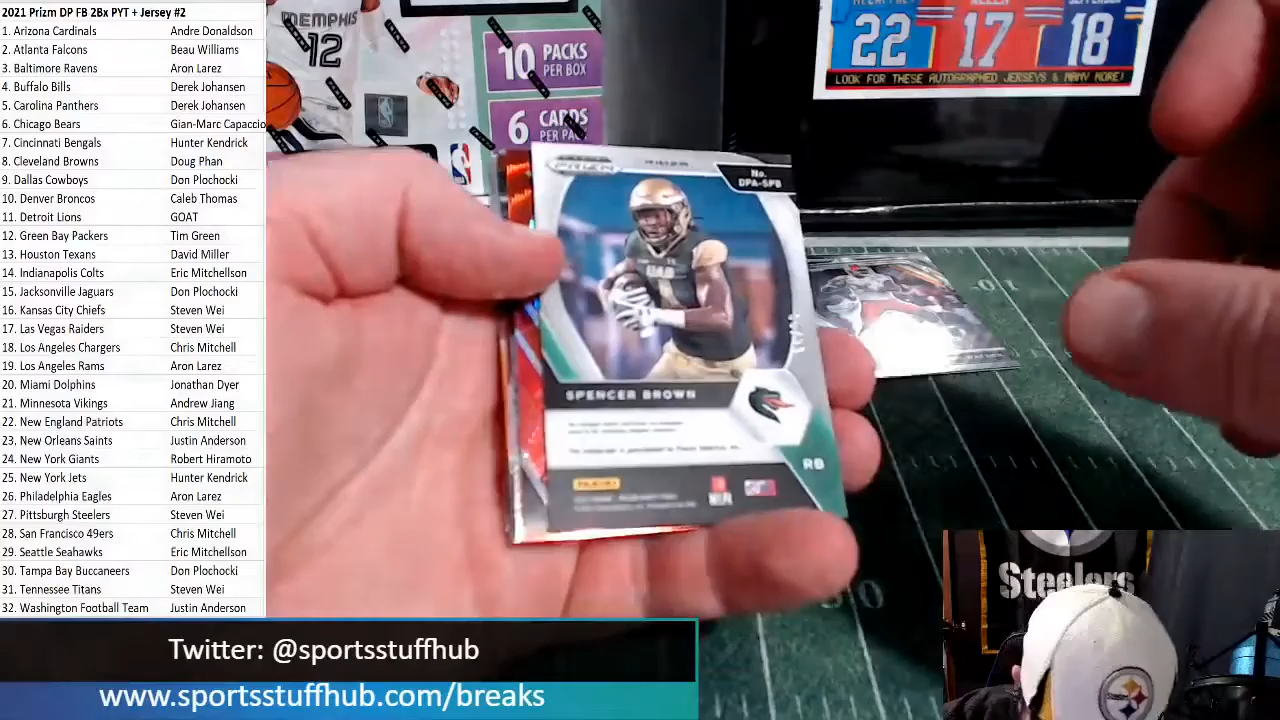 2021 Prizm DP FB 2Bx PYT + Jersey #2
1. Arizona Cardinals Andre Donaldson
2. Atlanta Falcons Beau Williams
3. Baltimore Ravens Aron Larez
4. Buffalo Bills
5. Carolina Panthers Derek Johansen
6. Chicago Bears Gian-Marc Capaccio
7. Cincinnati Bengals Hunter Kendrick
8. Cleveland Browns Doug Phan
Don Plochocki
Caleb Thomas
11. Detroit Lions GOAT
12. Green Bay Packers Tim Green
13. Houston Texans David Miller
14. Indianapolis Colts Eric Mitchellson
15. Jacksonville Jaguars Don Plochocki
16. Kansas City Chiefs Steven Wei
17. Las Vegas Raiders Steven Wei
18. Los Angeles Chargers Chris Mitchell
19. Los Angeles Rams Aron Larez
20. Miami Dolphins Jonathan Dyer
21. Minnesota Vikings Andrew Jiang
22. New England Patriots Chris Mitchell
23. New Orleans Saints Justin Anderson
York Giants Robert Hiramoto
25. New York Jets Hunter Kendrick
26. Philadelphia Eagles Aron Larez
27. Pittsburgh Steelers Steven Wei
28. San Francisco 49ers Chris Mitchell
29. Seattle Seahawks Eric Mitchellson
30. Tampa Bay Buccaneers Don Plochocki
31. Tennessee Titans Steven Wei
32. Washington Football Team Justin Anderson
MEMPHIS
12
10 PACKS
PER BOX
6 CARDS
PER PACK
22 17 18
LOOK FOR THESE AUTOGRAPHED JERSEYS & MANY MORE!
PRIZM
No.
DPA-SPB
UAB
SPENCER BROWN
RB
PANINI
Steelers
Twitter: @sportsstuffhub
www.sportsstuffhub.com/breaks